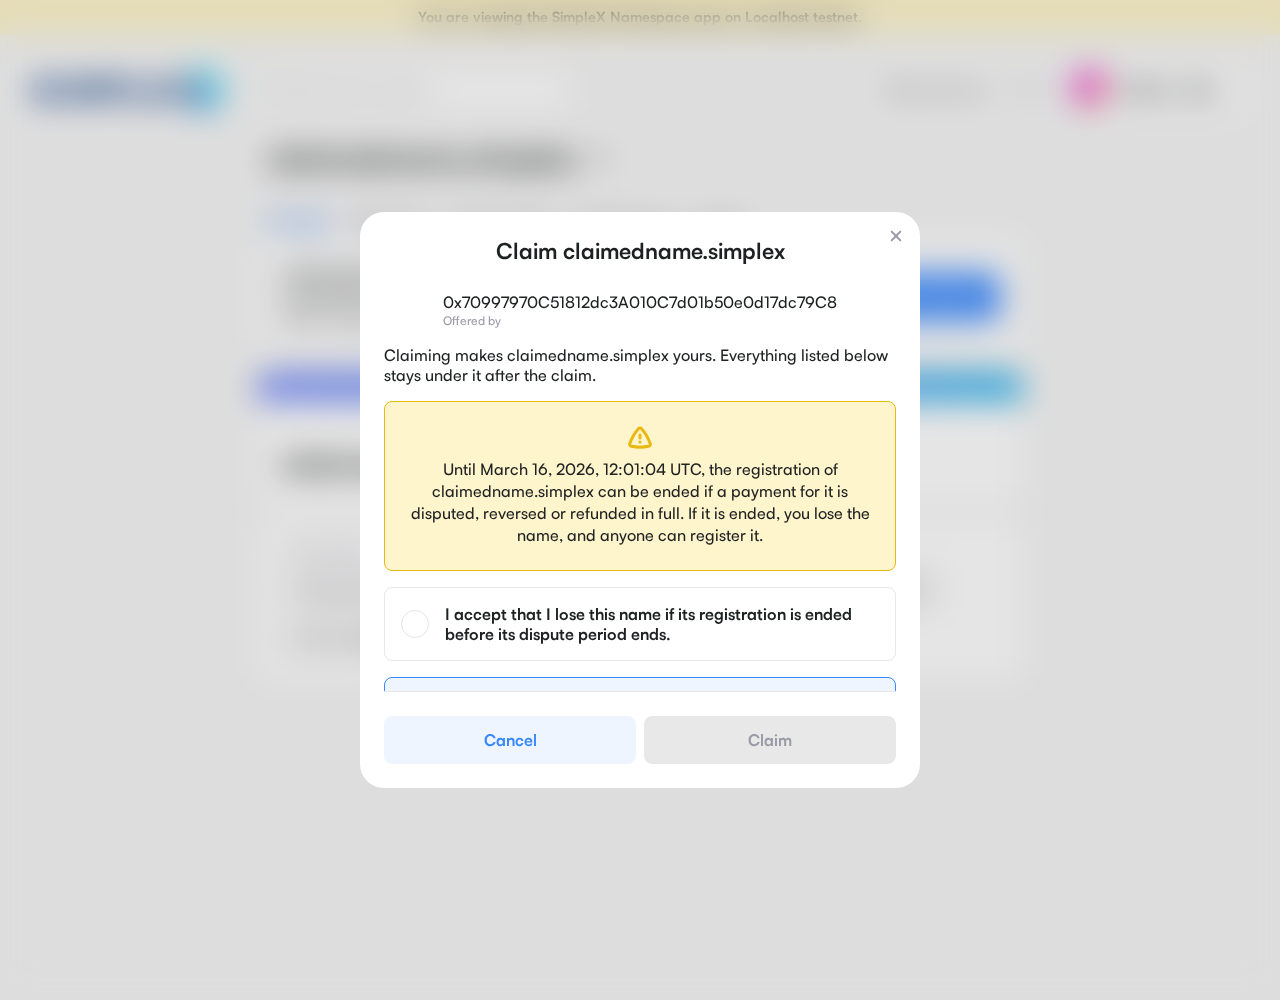 You are viewing the SimpleX Namespace app on Localhost testnet.
Claim claimedname.simplex
0x70997970C51812dc3A010C7d01b50e0d17dc79C8
Offered by
Claiming makes claimedname.simplex yours. Everything listed below
stays under it after the claim.
Until March 16, 2026, 12:01:04 UTC, the registration of
claimedname.simplex can be ended if a payment for it is
disputed, reversed or refunded in full. If it is ended, you lose the
name, and anyone can register it.
I accept that I lose this name if its registration is ended
before its dispute period ends.
Cancel
Claim